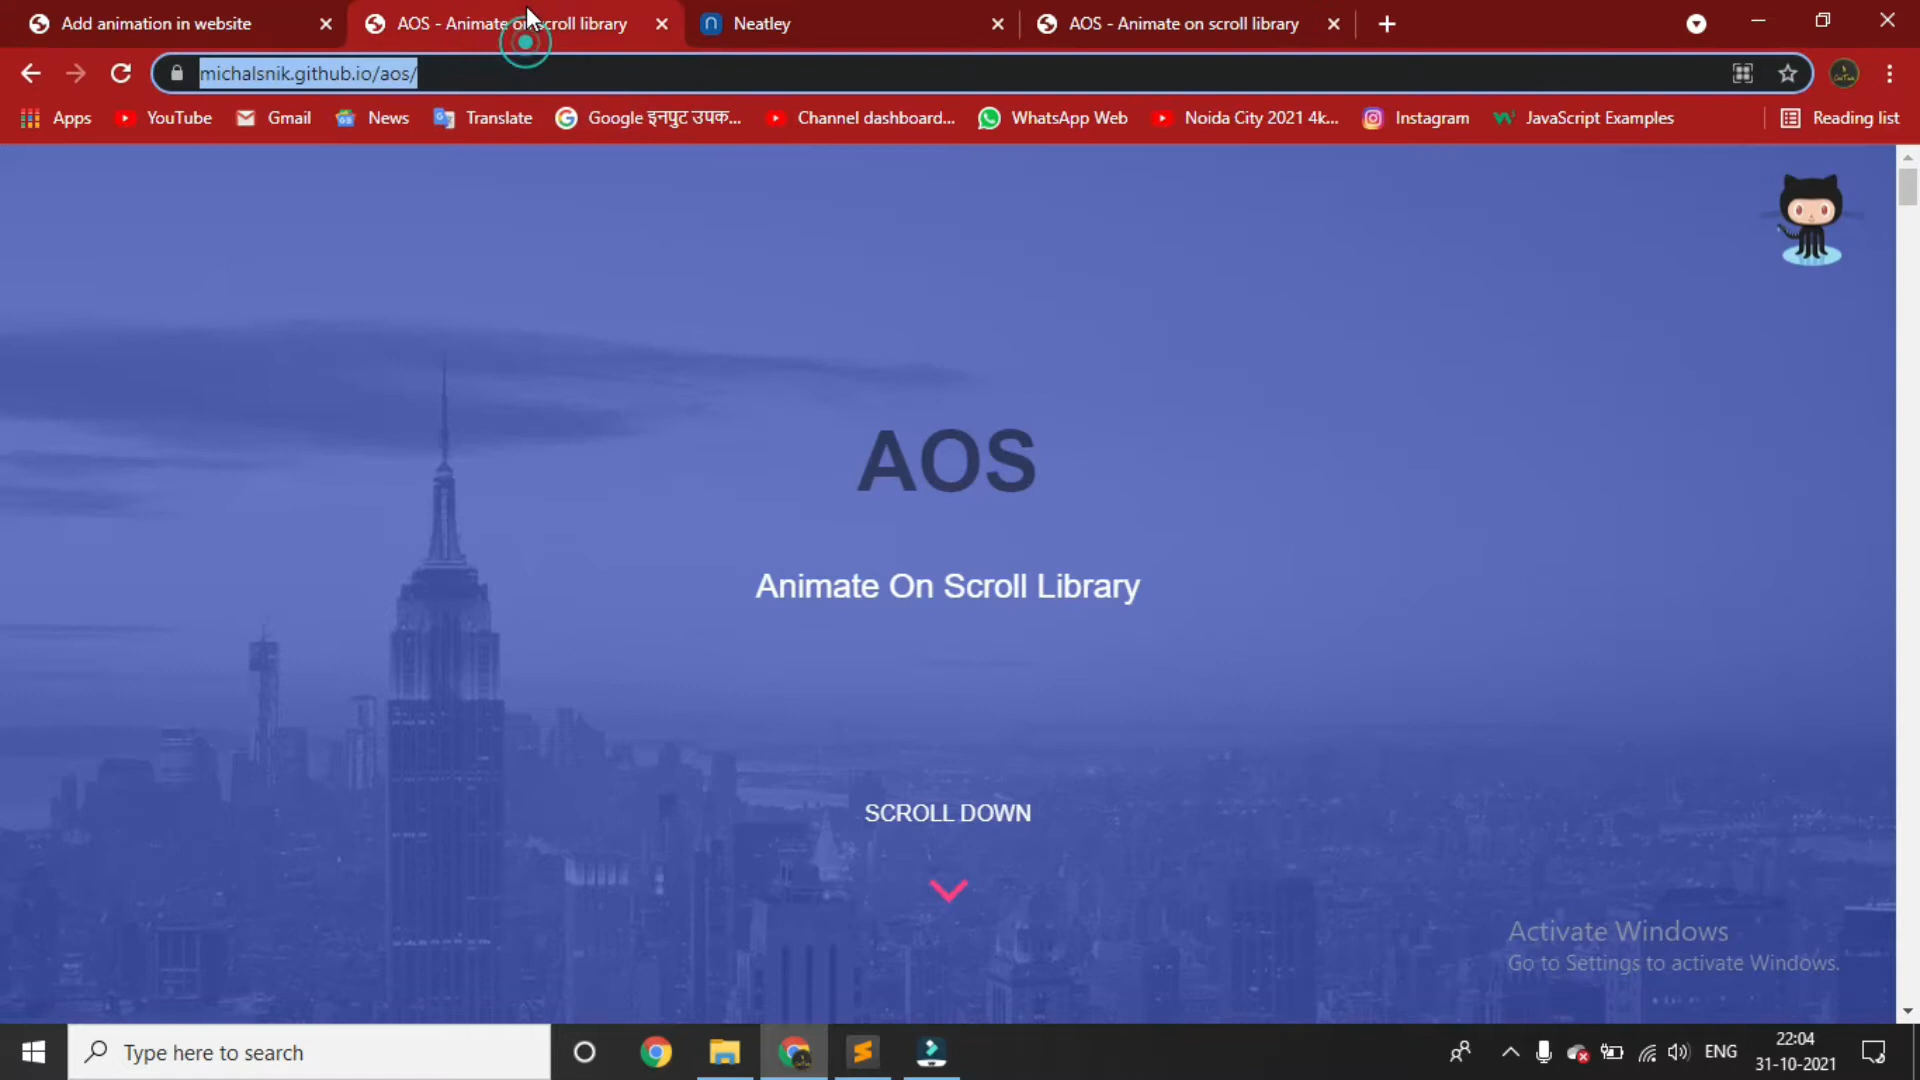 Add animation in website
AOS - Animate on scroll library
Neatley
AOS - Animate on scroll library
michalsnik.github.io/aos/
Apps
YouTube
Gmail
News
Translate
Google इनपुट उपक...
Channel dashboard...
WhatsApp Web
Noida City 2021 4k...
Instagram
JavaScript Examples
Reading list
AOS
Animate On Scroll Library
SCROLL DOWN
Activate Windows
Go to Settings to activate Windows.
Type here to search
ENG
22:04
31-10-2021